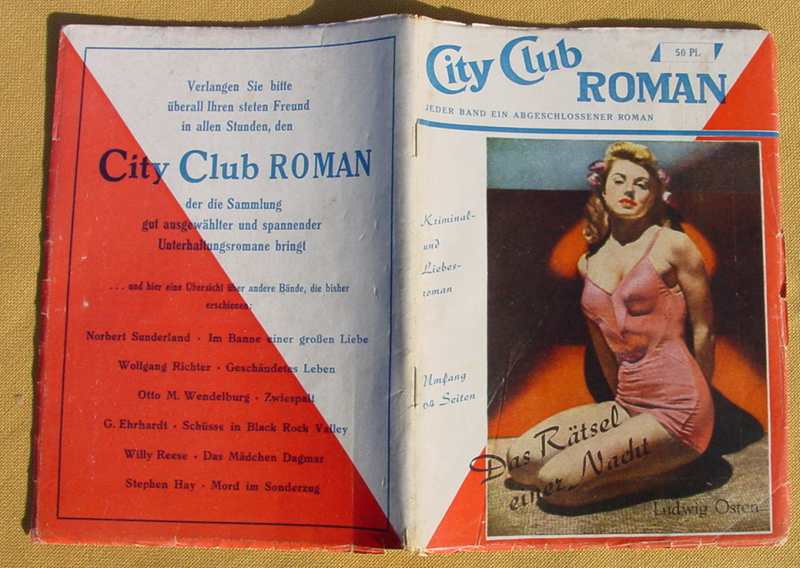 Verlangen Sie bitte
überall Ihren steten Freund
in allen Stunden, den
City Club ROMAN
der die Sammlung
gut ausgewählter und spannender
Unterhaltungsromane bringt
. . . und hier eine Übersicht über andere Bände, die bisher
erschienen:
Norbert Sunderland · Im Banne einer großen Liebe
Wolfgang Richter · Geschändetes Leben
Otto M. Wendelburg · Zwiespalt
G. Ehrhardt · Schüsse in Black Rock Valley
Willy Reese · Das Mädchen Dagmar
Stephen Hay · Mord im Sonderzug
City Club
ROMAN
50 Pf.
JEDER BAND EIN ABGESCHLOSSENER ROMAN
Kriminal-
und
Liebes-
roman
Umfang
64 Seiten
Das Rätsel
einer Nacht
Ludwig Osten